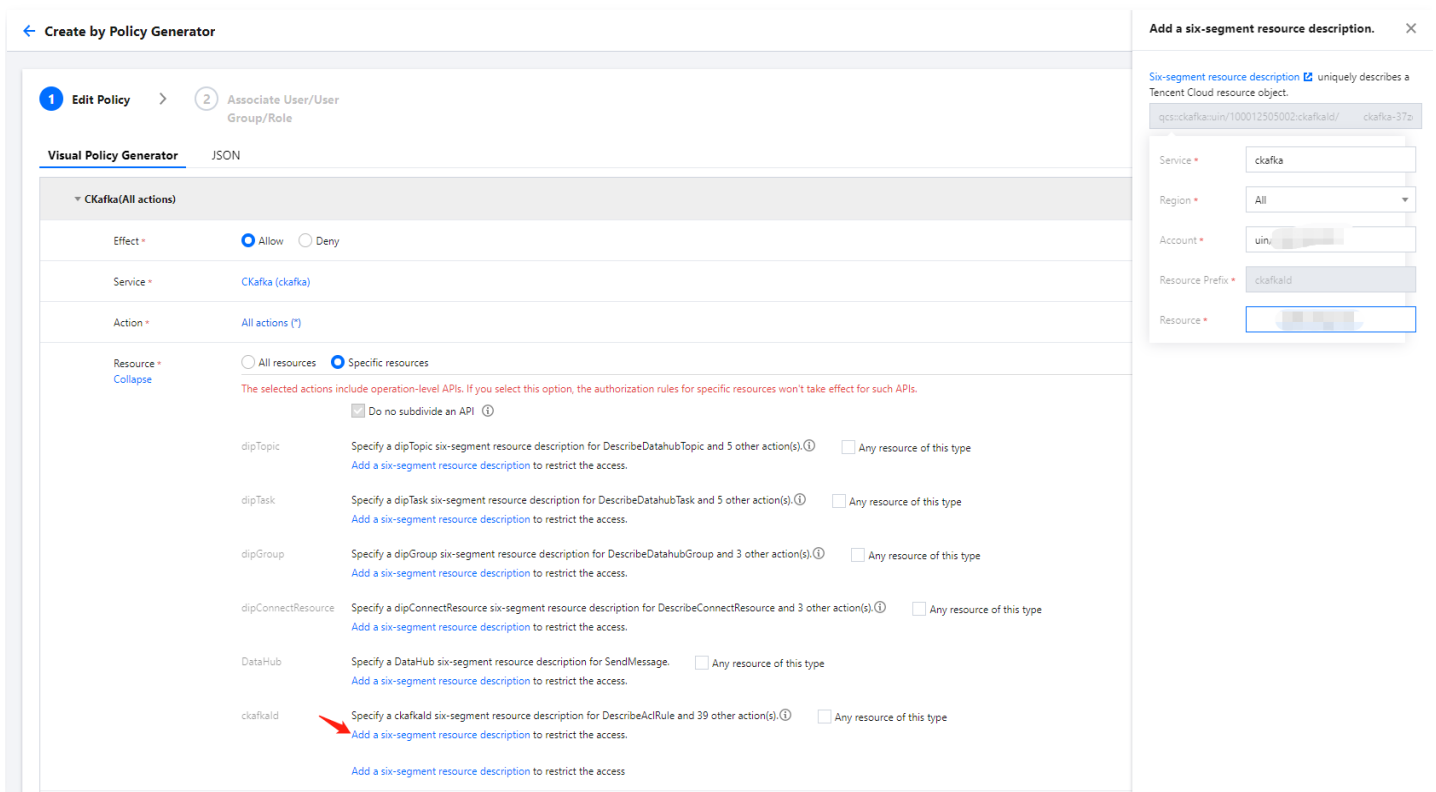 Create by Policy Generator
1 Edit Policy
2 Associate User/User
Group/Role
Visual Policy Generator JSON
CKafka(All actions)
Effect * Allow Deny
Service * CKafka (ckafka)
Action * All actions (*)
Resource * All resources Specific resources
Collapse
The selected actions include operation-level APIs. If you select this option, the authorization rules for specific resources won't take effect for such APIs.
Do no subdivide an API
dipTopic Specify a dipTopic six-segment resource description for DescribeDatahubTopic and 5 other action(s). Any resource of this type
Add a six-segment resource description to restrict the access.
dipTask Specify a dipTask six-segment resource description for DescribeDatahubTask and 5 other action(s). Any resource of this type
Add a six-segment resource description to restrict the access.
dipGroup Specify a dipGroup six-segment resource description for DescribeDatahubGroup and 3 other action(s). Any resource of this type
Add a six-segment resource description to restrict the access.
dipConnectResource Specify a dipConnectResource six-segment resource description for DescribeConnectResource and 3 other action(s). Any resource of this type
Add a six-segment resource description to restrict the access.
DataHub Specify a DataHub six-segment resource description for SendMessage. Any resource of this type
Add a six-segment resource description to restrict the access.
ckafkaId Specify a ckafkaId six-segment resource description for DescribeAclRule and 39 other action(s). Any resource of this type
Add a six-segment resource description to restrict the access.
Add a six-segment resource description to restrict the access
Add a six-segment resource description.
Six-segment resource description uniquely describes a
Tencent Cloud resource object.
qcs::ckafka::uin/100012505002:ckafkaId/ ckafka-37z
Service * ckafka
Region * All
Account * uin
Resource Prefix * ckafkaId
Resource *